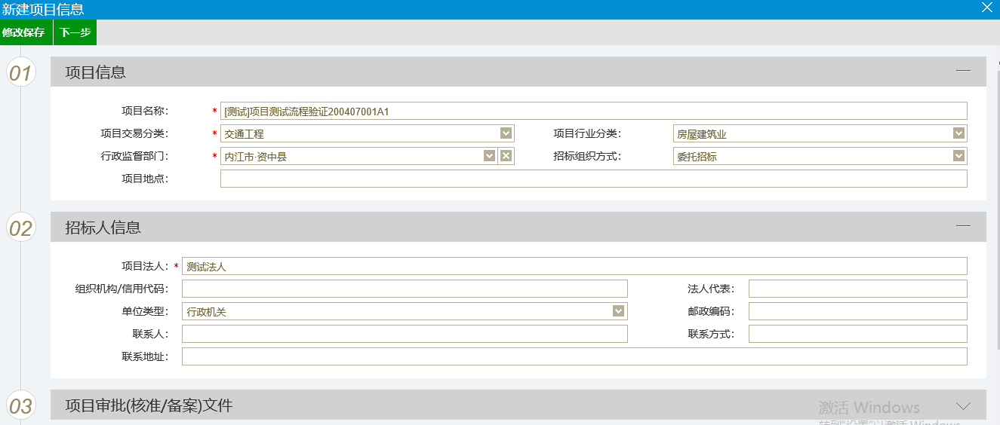 新建项目信息
修改保存 下一步
01 项目信息
项目名称： * [测试]项目测试流程验证200407001A1
项目交易分类： * 交通工程 项目行业分类： 房屋建筑业
行政监督部门： * 内江市·资中县 招标组织方式： 委托招标
项目地点：
02 招标人信息
项目法人： * 测试法人
组织机构/信用代码： 法人代表：
单位类型： 行政机关 邮政编码：
联系人： 联系方式：
联系地址：
03 项目审批(核准/备案)文件
激活 Windows
转到"设置"以激活 Windows